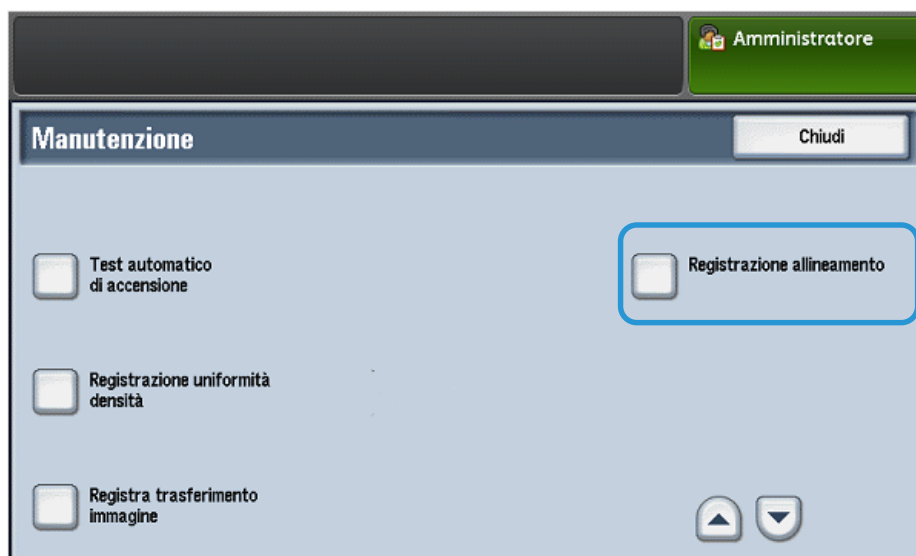 Amministratore
Manutenzione
Chiudi
Test automatico
di accensione
Registrazione allineamento
Registrazione uniformità
densità
Registra trasferimento
immagine